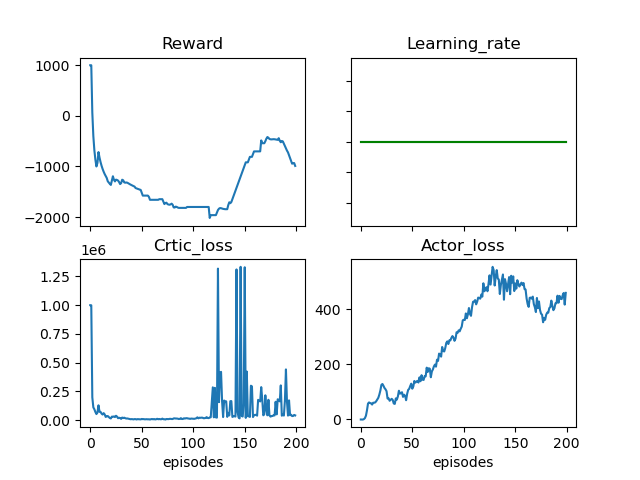 Reward
Learning_rate
1000
0
−1000
−2000
Crtic_loss
Actor_loss
1e6
1.25
1.00
0.75
0.50
0.25
0.00
400
200
0
0 50 100 150 200
0 50 100 150 200
episodes
episodes